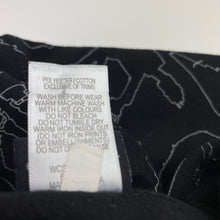 POLYESTER / COTTON
EXCLUSIVE OF TRIMS
WASH BEFORE WEAR
WARM MACHINE WASH
WITH LIKE COLOURS
DO NOT BLEACH
DO NOT TUMBLE DRY
WARM IRON INSIDE OUT
DO NOT IRON PRINTS
OR EMBELLISHMENTS
DO NOT DRY
WCS